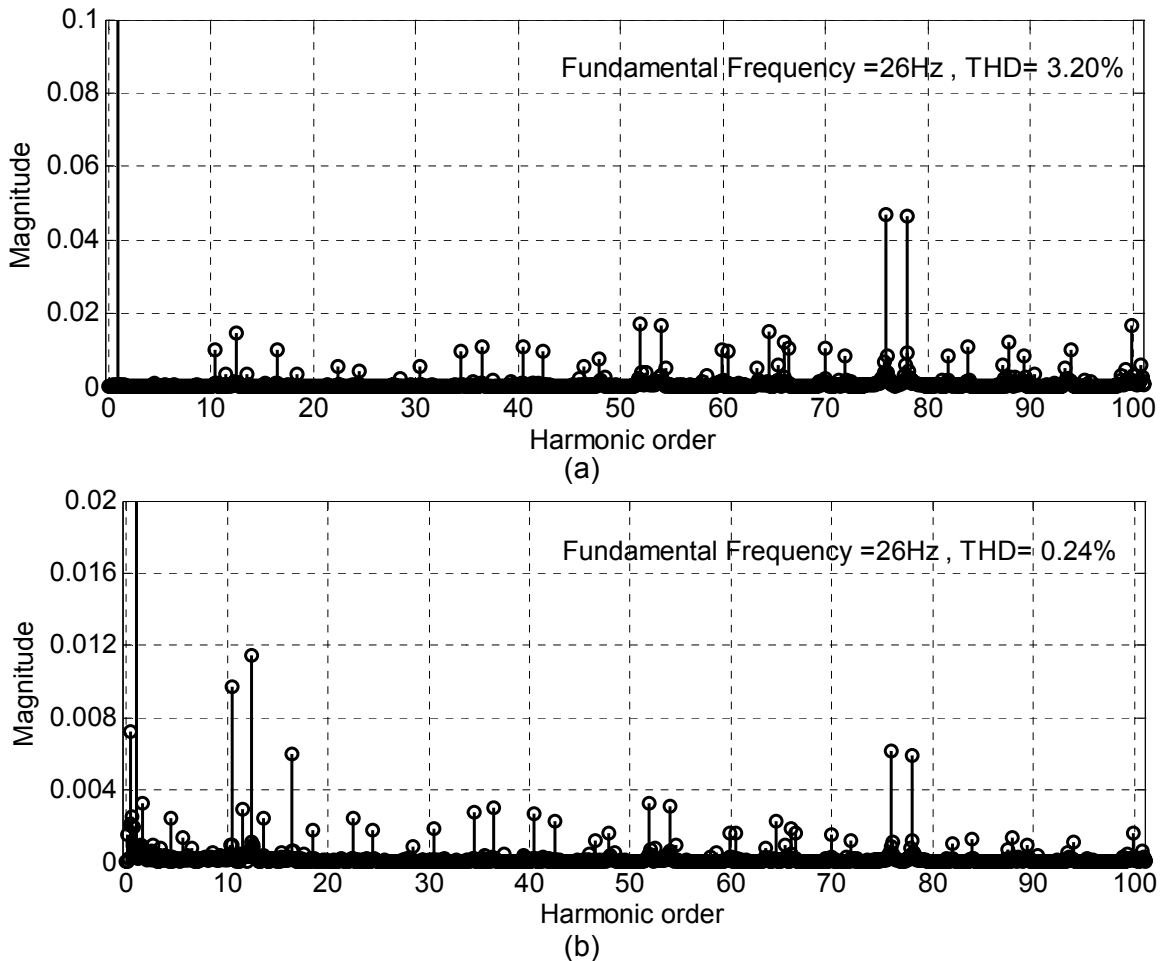 0.1
0.08
0.06
0.04
0.02
0
Magnitude
Fundamental Frequency =26Hz , THD= 3.20%
0 10 20 30 40 50 60 70 80 90 100
Harmonic order
(a)
0.02
0.016
0.012
0.008
0.004
0
Magnitude
Fundamental Frequency =26Hz , THD= 0.24%
0 10 20 30 40 50 60 70 80 90 100
Harmonic order
(b)